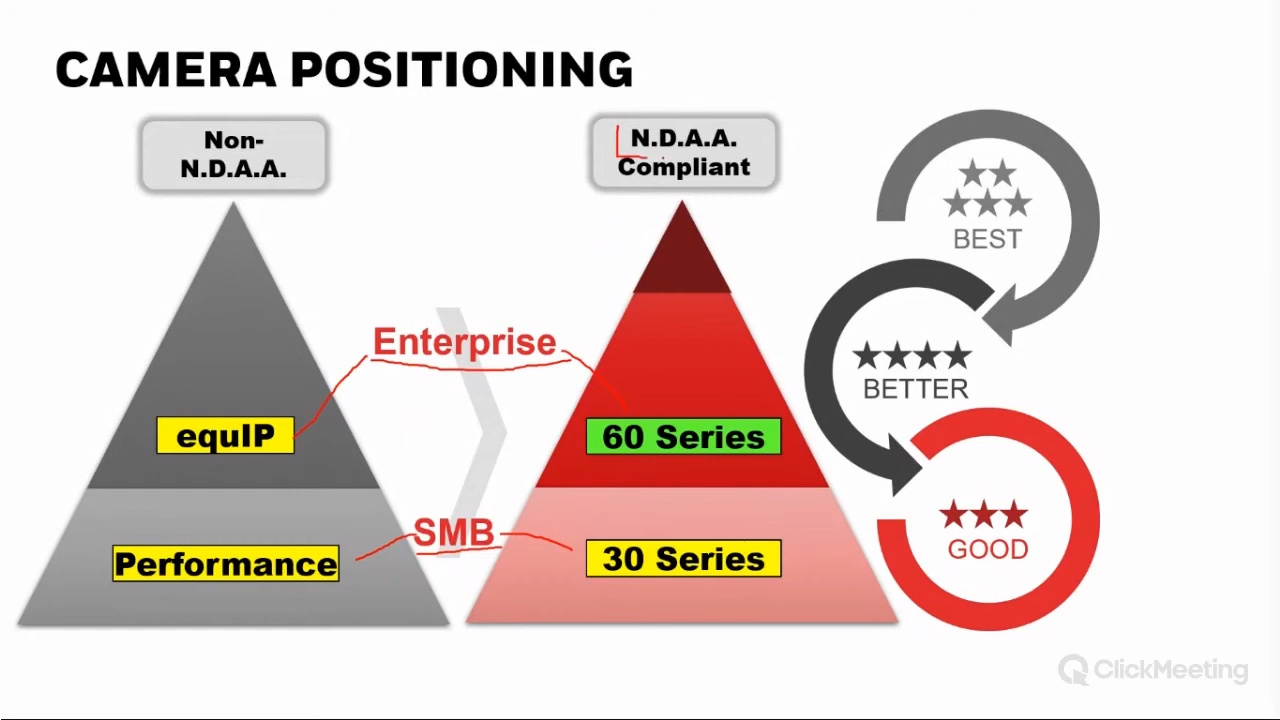 CAMERA POSITIONING
Non-
N.D.A.A.
N.D.A.A.
Compliant
BEST
Enterprise
BETTER
equIP
60 Series
SMB
GOOD
Performance
30 Series
ClickMeeting